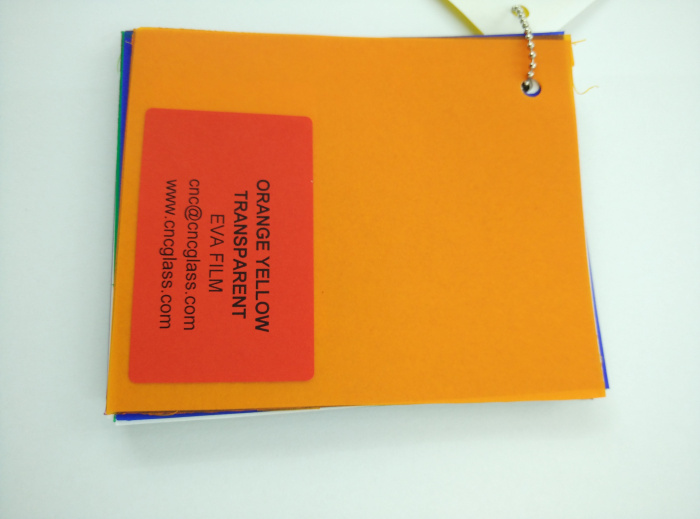 ORANGE YELLOW
TRANSPARENT
EVA FILM
cnc@cncglass.com
www.cncglass.com